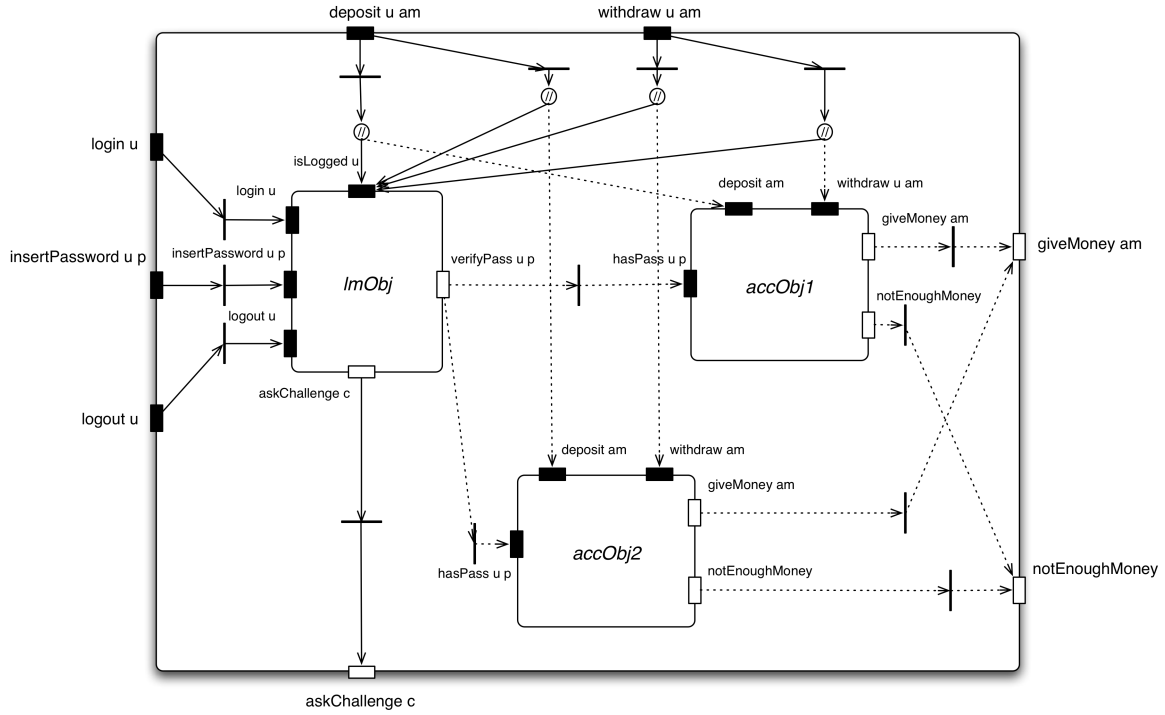 deposit u am
withdraw u am
login u
isLogged u
login u
deposit am
withdraw u am
giveMoney am
giveMoney am
insertPassword u p
insertPassword u p
verifyPass u p
hasPass u p
lmObj
accObj1
notEnoughMoney
logout u
askChallenge c
logout u
deposit am
withdraw am
giveMoney am
accObj2
hasPass u p
notEnoughMoney
notEnoughMoney
askChallenge c
//
//
//
//